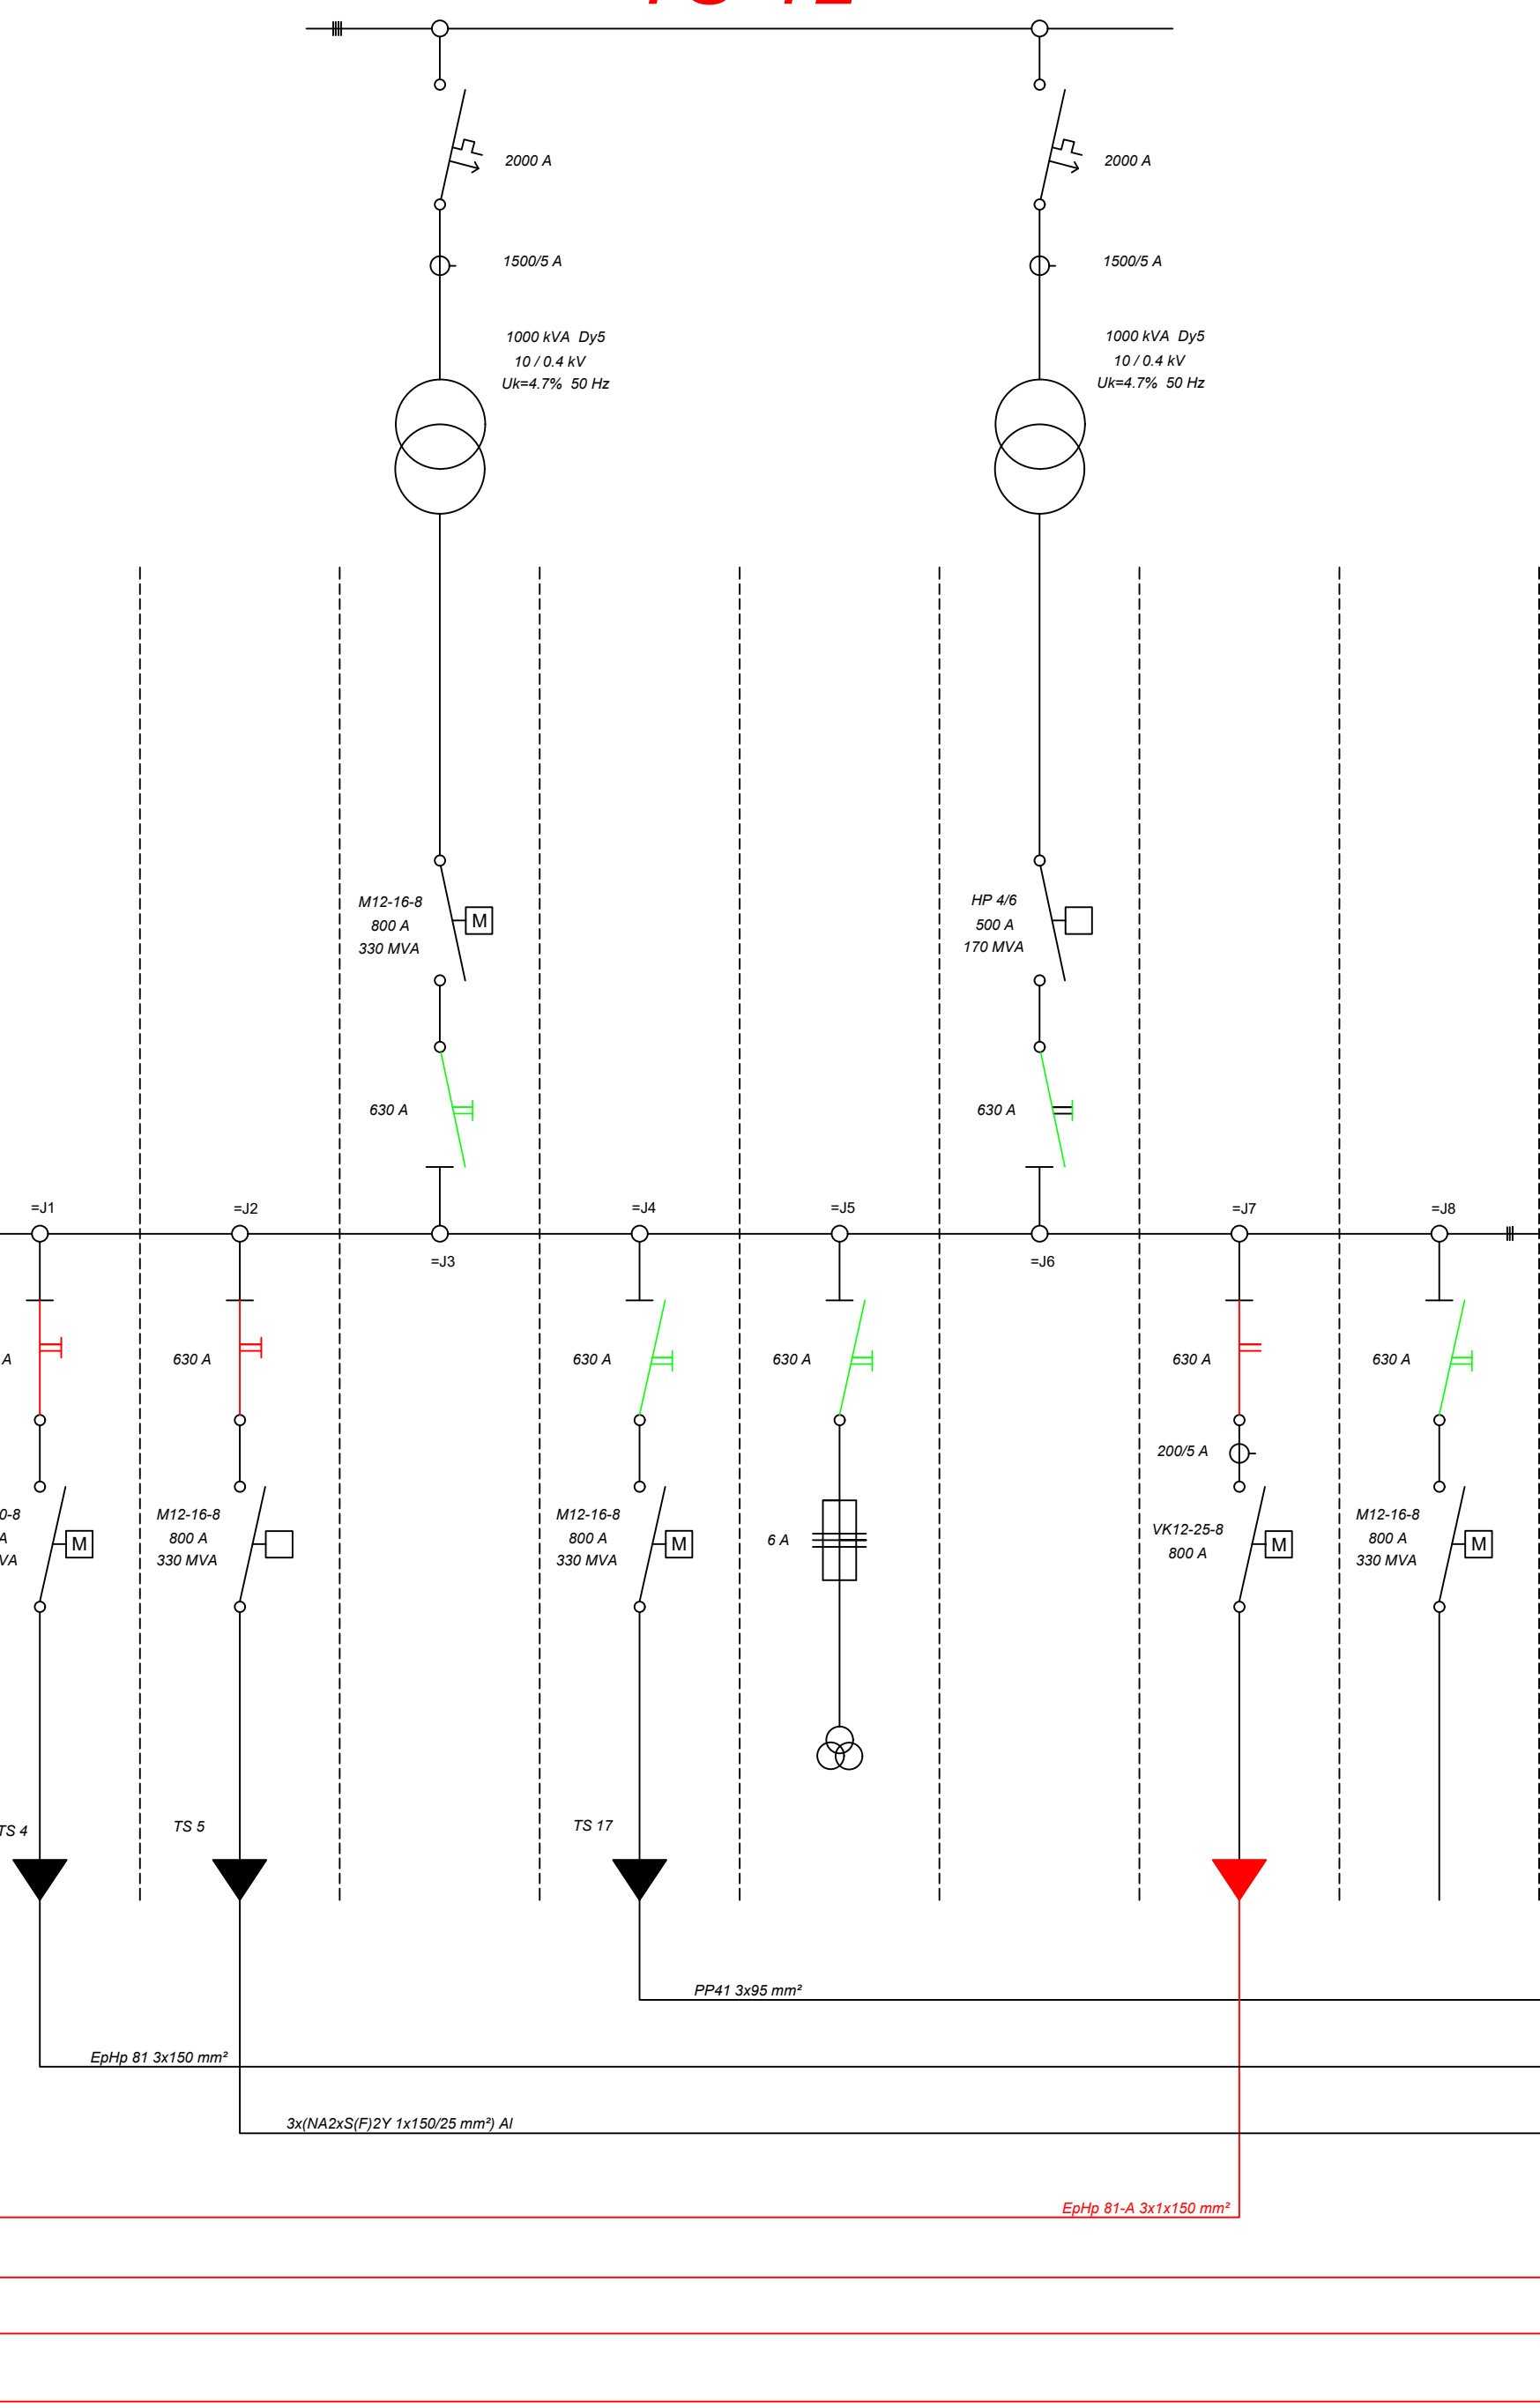 2000 A
2000 A
1500/5 A
1500/5 A
1000 kVA Dy5
10 / 0.4 kV
Uk=4.7% 50 Hz
1000 kVA Dy5
10 / 0.4 kV
Uk=4.7% 50 Hz
M12-16-8
800 A
330 MVA
M
HP 4/6
500 A
170 MVA
630 A
630 A
=J1
=J2
=J3
=J4
=J5
=J6
=J7
=J8
A
630 A
630 A
630 A
630 A
630 A
200/5 A
0-8
A
VA
M
M12-16-8
800 A
330 MVA
M12-16-8
800 A
330 MVA
M
6 A
VK12-25-8
800 A
M
M12-16-8
800 A
330 MVA
M
TS 4
TS 5
TS 17
PP41 3x95 mm²
EpHp 81 3x150 mm²
3x(NA2xS(F)2Y 1x150/25 mm²) Al
EpHp 81-A 3x1x150 mm²